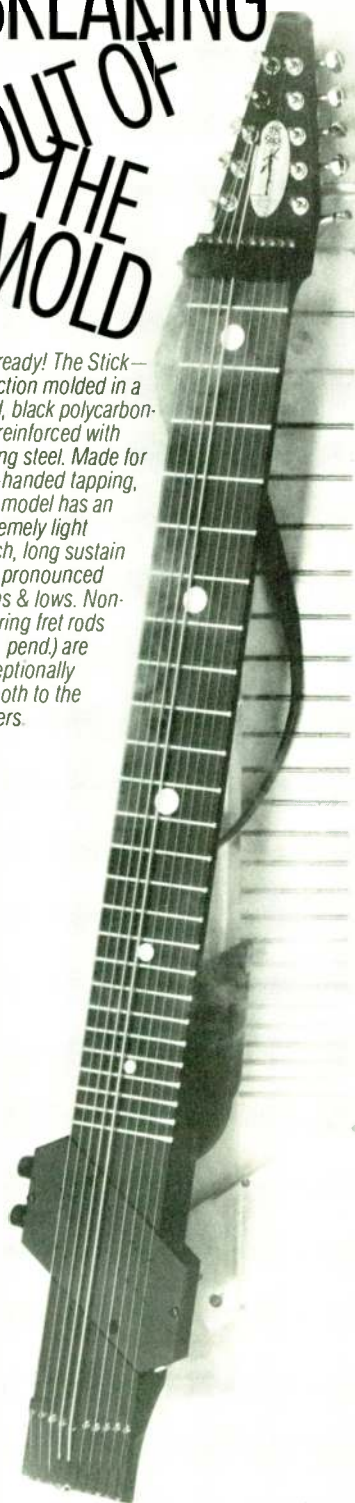 BREAKING
OUT OF
THE
MOLD
ready! The Stick—
ction molded in a
d, black polycarbon-
reinforced with
ng steel. Made for
-handed tapping,
model has an
emely light
ch, long sustain
pronounced
s & lows. Non-
ring fret rods
pend.) are
eptionally
oth to the
ers.